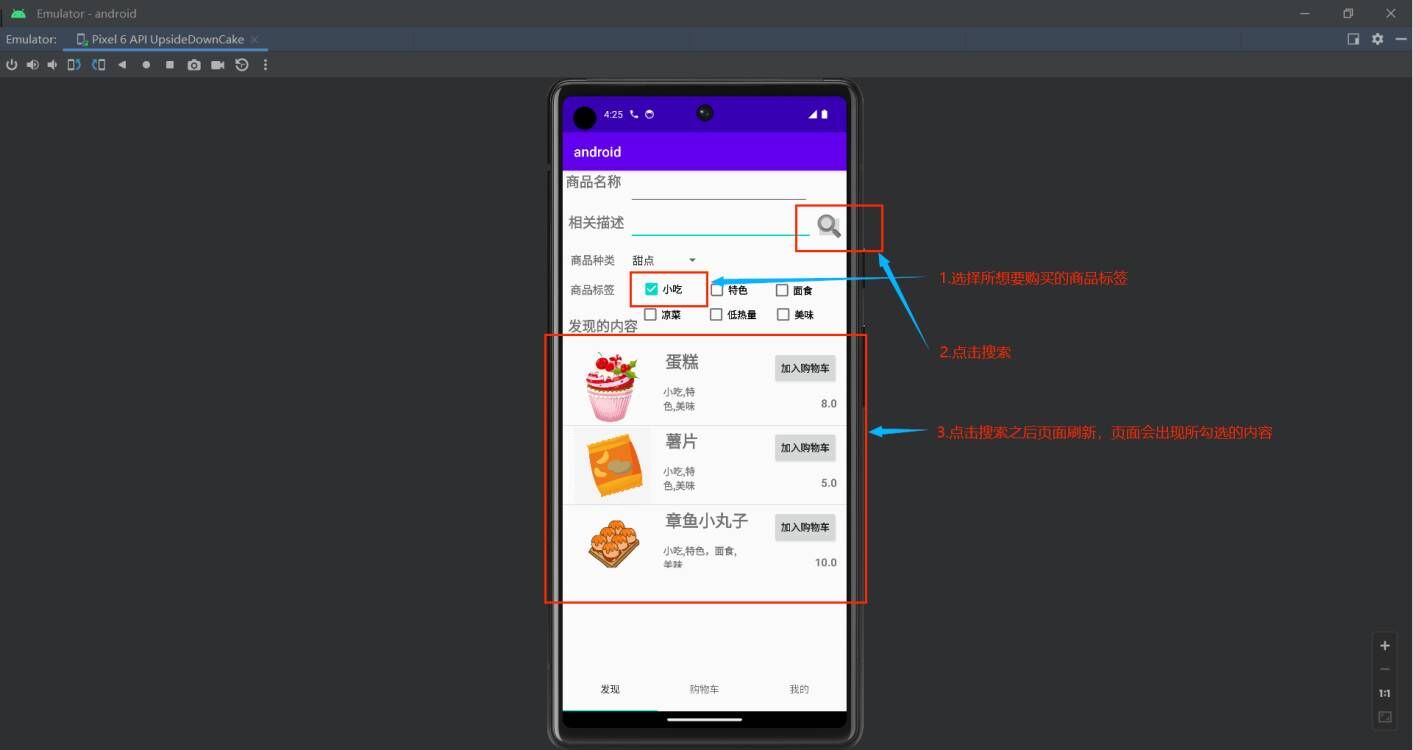 Emulator - android
Emulator: Pixel 6 API UpsideDownCake
4:25
android
商品名称
相关描述
商品种类 甜点
商品标签 小吃 特色 面食
凉菜 低热量 美味
发现的内容
蛋糕
加入购物车
小吃,特
色,美味
8.0
薯片
加入购物车
小吃,特
色,美味
5.0
章鱼小丸子
加入购物车
小吃,特色，面食,
美味
10.0
发现 购物车 我的
1.选择所想要购买的商品标签
2.点击搜索
3.点击搜索之后页面刷新，页面会出现所勾选的内容
1:1